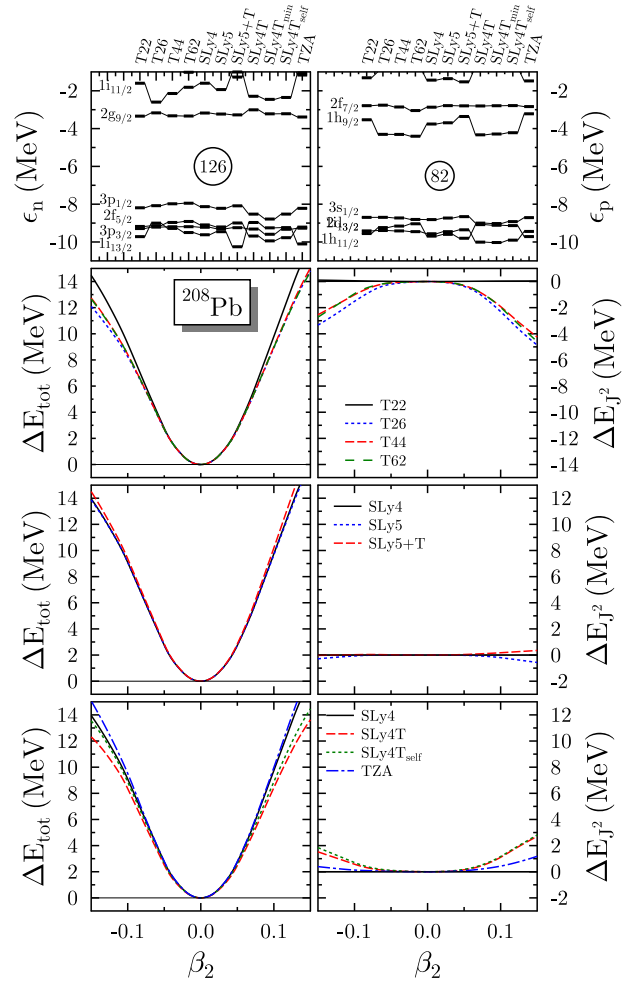 T22 T26 T44 T62 SLy4 SLy5 SLy5+T SLy4T SLy4T_min SLy4T_self TZA
T22 T26 T44 T62 SLy4 SLy5 SLy5+T SLy4T SLy4T_min SLy4T_self TZA
1i11/2
2g9/2
3p1/2
2f5/2
3p3/2
1i13/2
126
ϵn (MeV)
-2
-4
-6
-8
-10
2f7/2
1h9/2
3s1/2
1h11/2
82
ϵp (MeV)
-2
-4
-6
-8
-10
208Pb
ΔEtot (MeV)
14
12
10
8
6
4
2
0
T22
T26
T44
T62
ΔEJ² (MeV)
0
-2
-4
-6
-8
-10
-12
-14
ΔEtot (MeV)
14
12
10
8
6
4
2
0
SLy4
SLy5
SLy5+T
ΔEJ² (MeV)
12
10
8
6
4
2
0
-2
ΔEtot (MeV)
14
12
10
8
6
4
2
0
SLy4
SLy4T
SLy4Tself
TZA
ΔEJ² (MeV)
12
10
8
6
4
2
0
-2
-0.1 0.0 0.1
-0.1 0.0 0.1
β2
β2